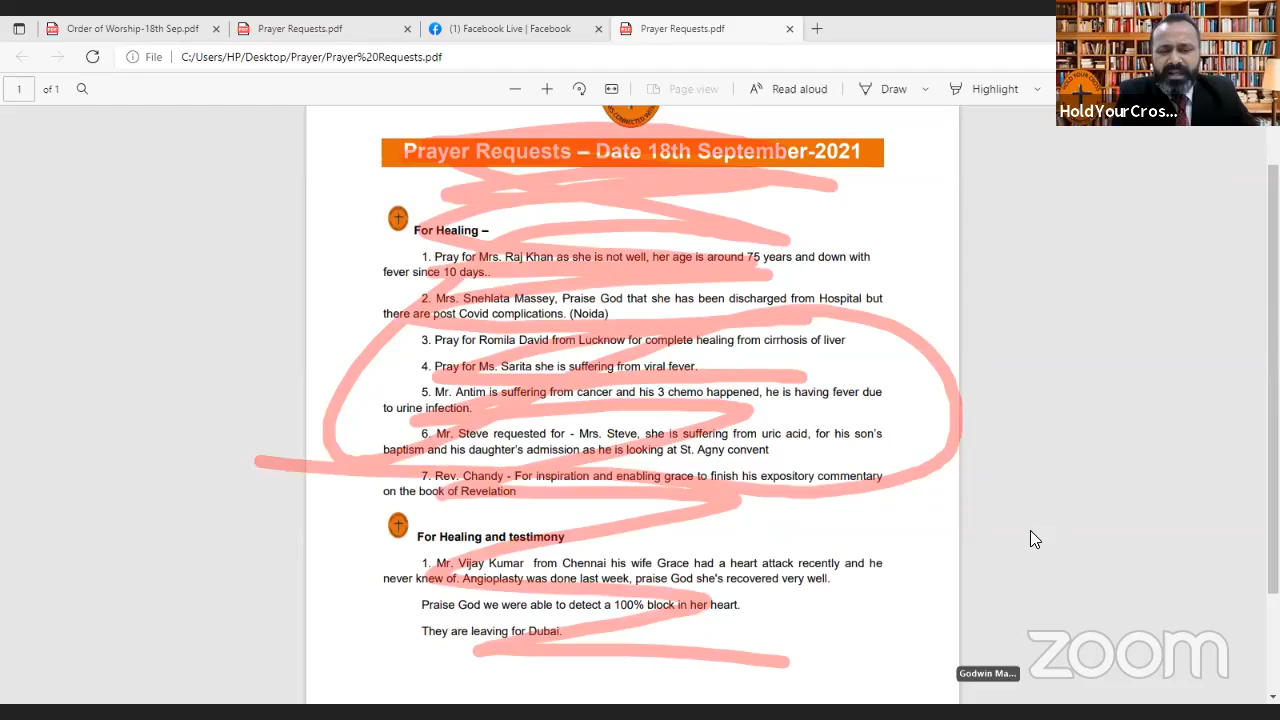 Order of Worship-18th Sep.pdf
Prayer Requests.pdf
(1) Facebook Live | Facebook
Prayer Requests.pdf
File
C:/Users/HP/Desktop/Prayer/Prayer%20Requests.pdf
1 of 1
Page view
Read aloud
Draw
Highlight
HOLD YOUR CROSS
HoldYourCros...
Prayer Requests – Date 18th September-2021
For Healing –
1. Pray for Mrs. Raj Khan as she is not well, her age is around 75 years and down with
fever since 10 days..
2. Mrs. Snehlata Massey, Praise God that she has been discharged from Hospital but
there are post Covid complications. (Noida)
3. Pray for Romila David from Lucknow for complete healing from cirrhosis of liver
4. Pray for Ms. Sarita she is suffering from viral fever.
5. Mr. Antim is suffering from cancer and his 3 chemo happened, he is having fever due
to urine infection.
6. Mr. Steve requested for - Mrs. Steve, she is suffering from uric acid, for his son's
baptism and his daughter's admission as he is looking at St. Agny convent
7. Rev. Chandy - For inspiration and enabling grace to finish his expository commentary
on the book of Revelation
For Healing and testimony
1. Mr. Vijay Kumar from Chennai his wife Grace had a heart attack recently and he
never knew of. Angioplasty was done last week, praise God she's recovered very well.
Praise God we were able to detect a 100% block in her heart.
They are leaving for Dubai.
zoom
Godwin Ma...